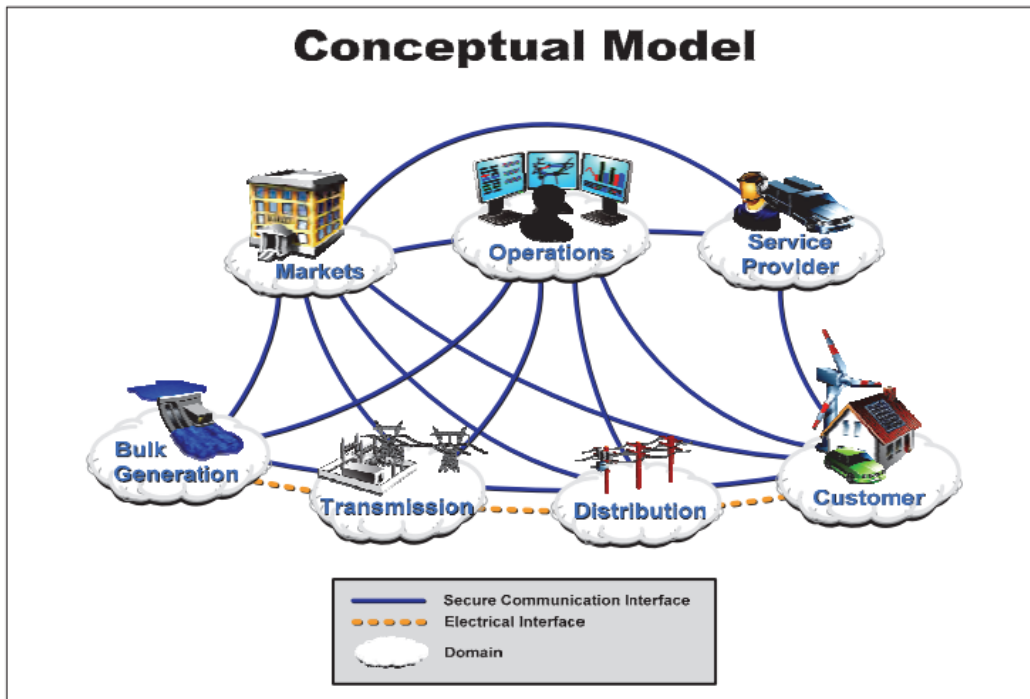 Conceptual Model
Operations
Service
Provider
Markets
Bulk
Generation
Transmission
Distribution
Customer
Secure Communication Interface
Electrical Interface
Domain